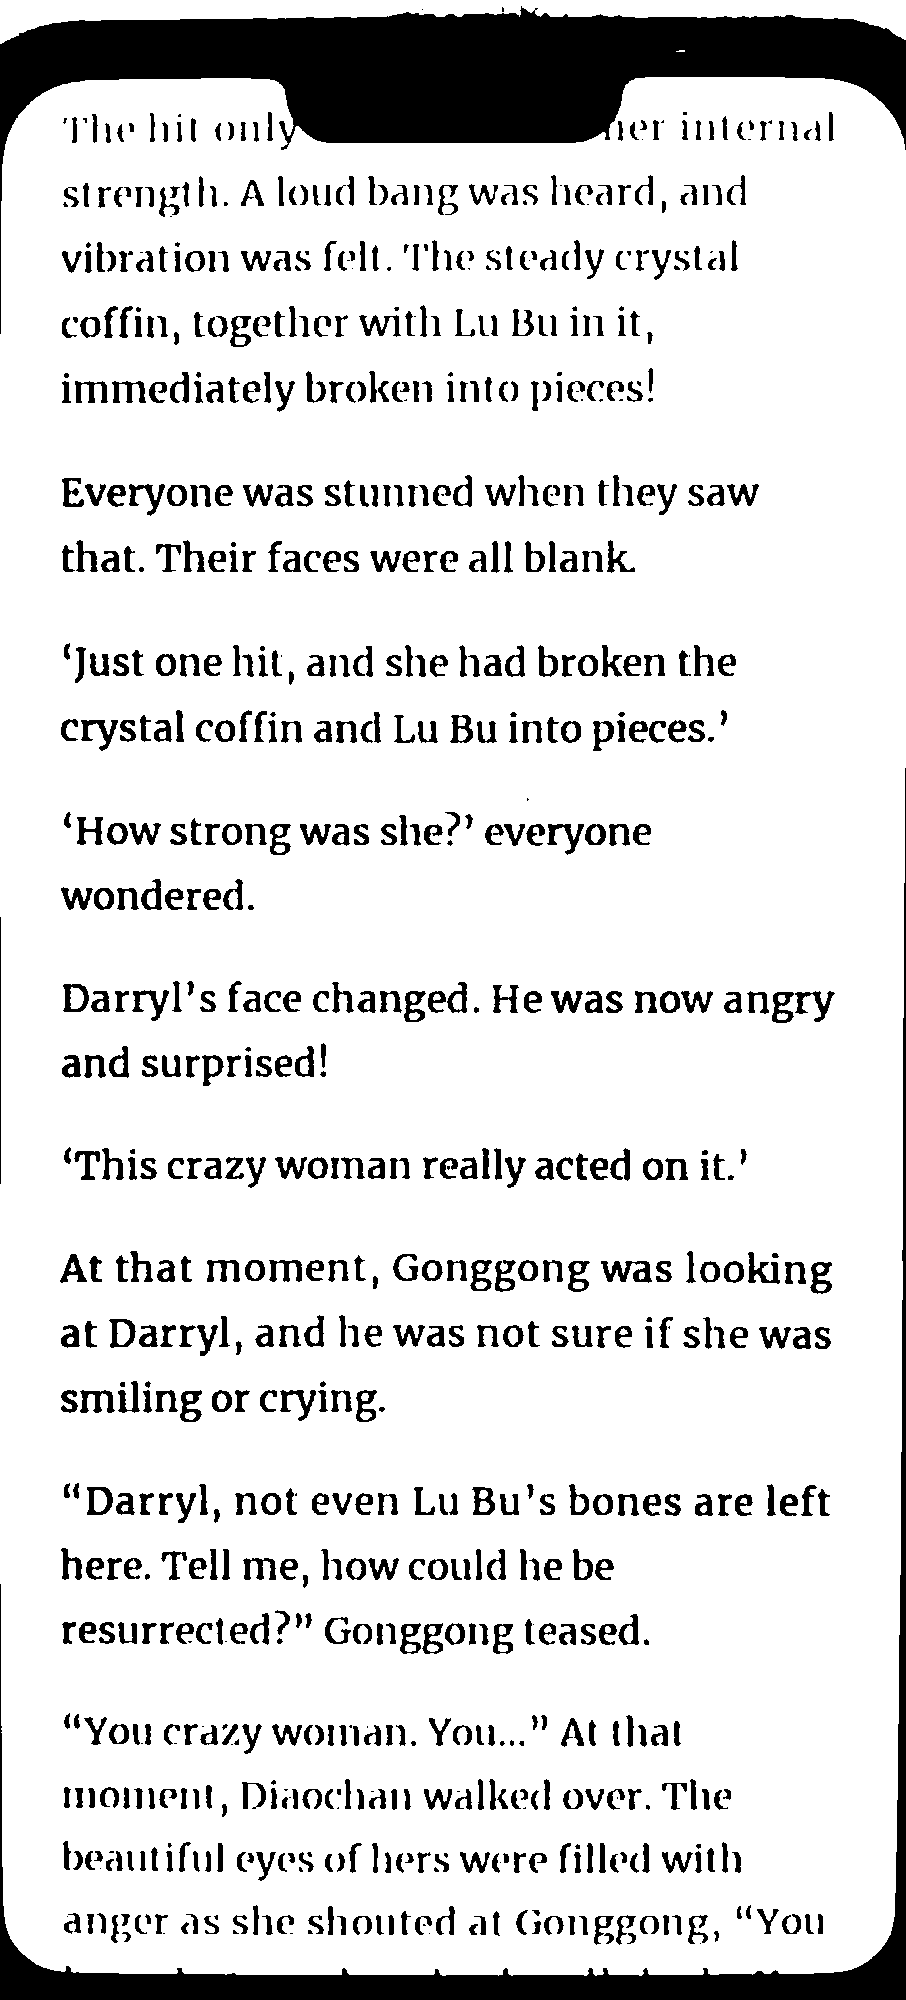 The hit only her internal
strength. A loud bang was heard, and
vibration was felt. The steady crystal
coffin, together with Lu Bu in it,
immediately broken into pieces!
Everyone was stunned when they saw
that. Their faces were all blank.
‘Just one hit, and she had broken the
crystal coffin and Lu Bu into pieces.’
‘How strong was she?’ everyone
wondered.
Darryl’s face changed. He was now angry
and surprised!
‘This crazy woman really acted on it.’
At that moment, Gonggong was looking
at Darryl, and he was not sure if she was
smiling or crying.
“Darryl, not even Lu Bu’s bones are left
here. Tell me, how could he be
resurrected?” Gonggong teased.
“You crazy woman. You...” At that
moment, Diaochan walked over. The
beautiful eyes of hers were filled with
anger as she shouted at Gonggong, “You